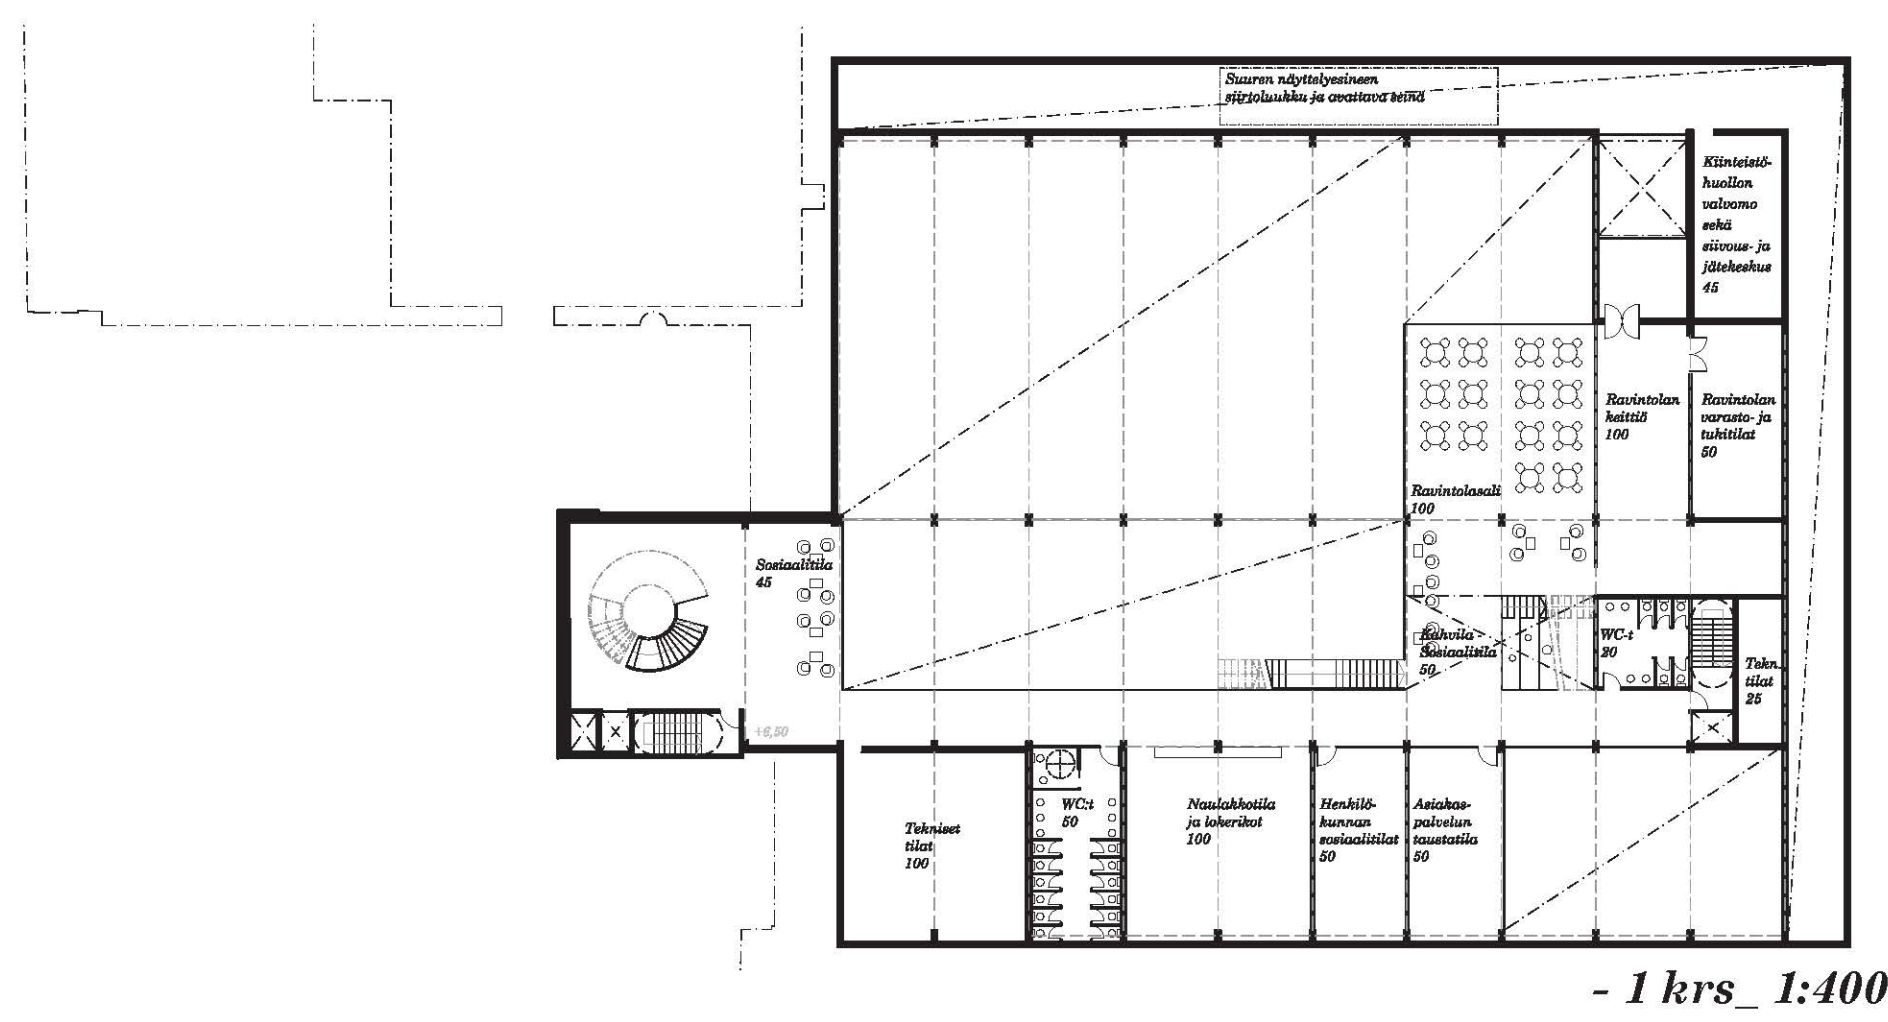 Suuren näyttelyesineen
siirtoluukku ja avattava seinä
Kiinteistö-
huollon
valvomo
sekä
siivous- ja
jätekeskus
45
Ravintolan
keittiö
100
Ravintolan
varasto- ja
tukitilat
50
Ravintolasali
100
Sosiaalitila
45
Kahvila -
Sosiaalitila
50
WC-t
20
Tekn.
tilat
25
+6,50
Tekniset
tilat
100
WC:t
50
Naulakkotila
ja lokerikot
100
Henkilö-
kunnan
sosiaalitilat
50
Asiakas-
palvelun
taustatila
50
- 1 krs_ 1:400